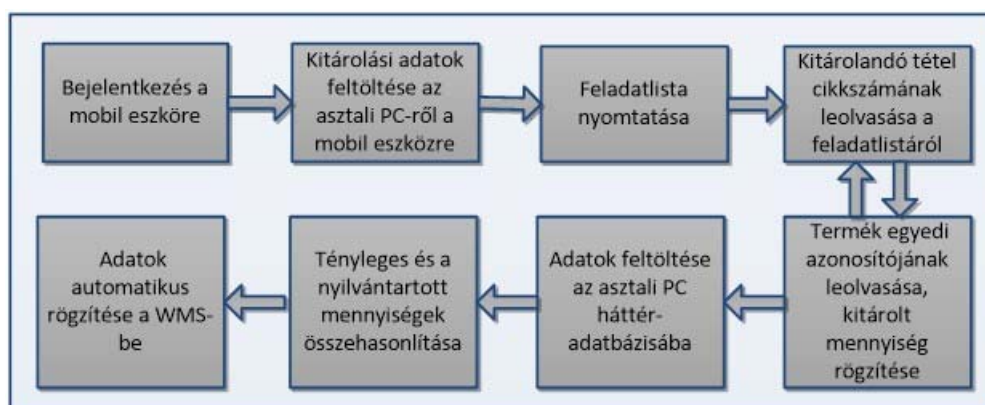 Bejelentkezés a
mobil eszköre
Kitárolási adatok
feltöltése az
asztali PC-ről a
mobil eszközre
Feladatlista
nyomtatása
Kitárolandó tétel
cikkszámának
leolvasása a
feladatlistáról
Termék egyedi
azonosítójának
leolvasása,
kitárolt
mennyiség
rögzítése
Adatok feltöltése
az asztali PC
háttér-
adatbázisába
Tényleges és a
nyilvántartott
mennyiségek
összehasonlítása
Adatok
automatikus
rögzítése a WMS-
be